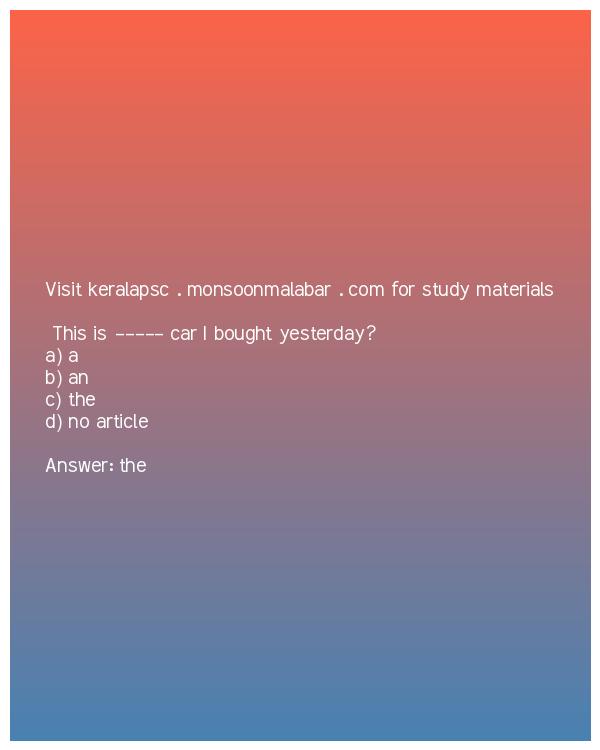 Visit keralapsc . monsoonmalabar . com for study materials
This is ----- car I bought yesterday?
a) a
b) an
c) the
d) no article
Answer: the